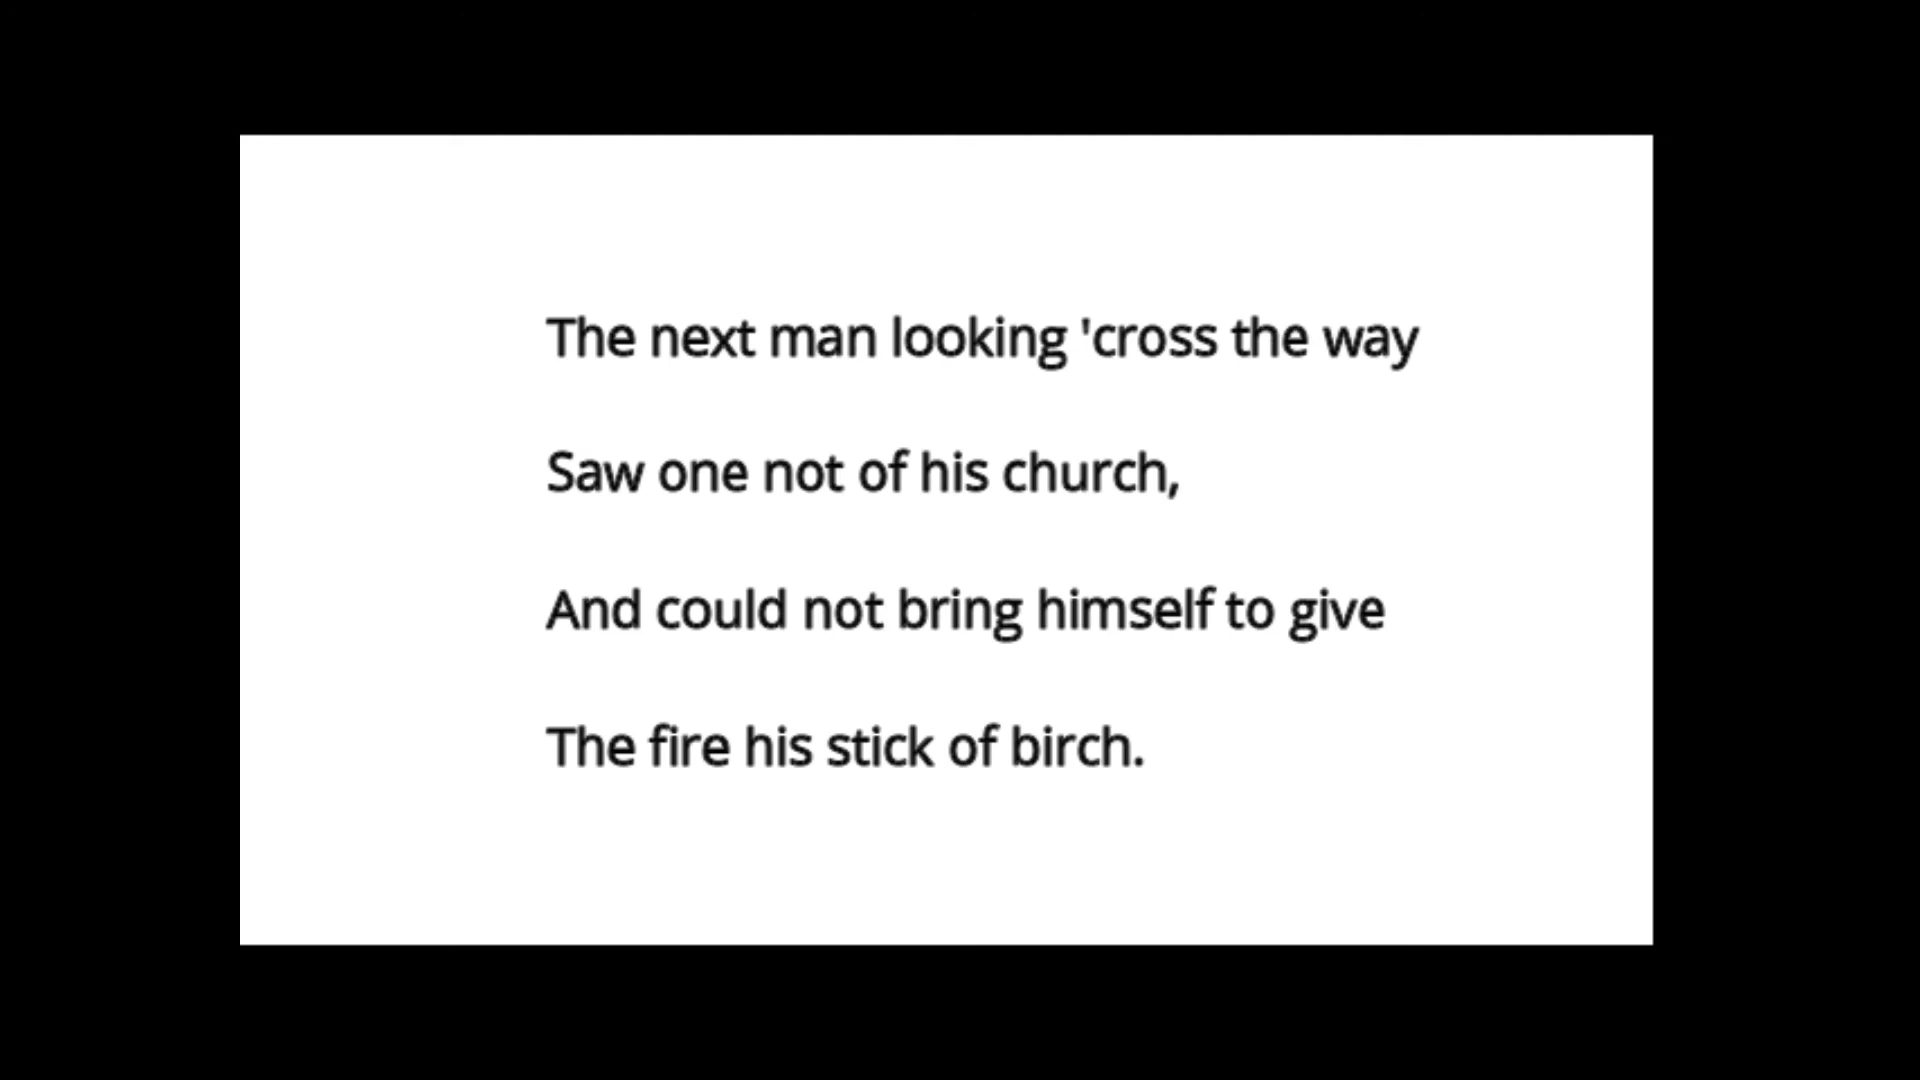 The next man looking 'cross the way
Saw one not of his church,
And could not bring himself to give
The fire his stick of birch.